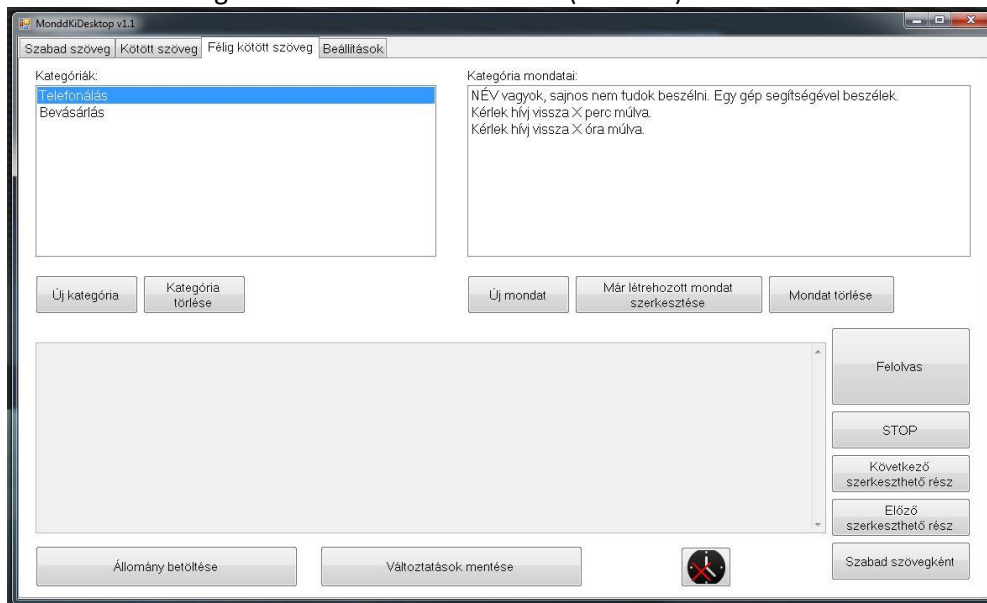 MonddKiDesktop v1.1
Szabad szöveg Kötött szöveg Félig kötött szöveg Beállítások
Kategóriák:
Telefonálás
Bevásárlás
Kategória mondatai:
NÉV vagyok, sajnos nem tudok beszélni. Egy gép segítségével beszélek.
Kérlek hívj vissza X perc múlva.
Kérlek hívj vissza X óra múlva.
Új kategória
Kategória
törlése
Új mondat
Már létrehozott mondat
szerkesztése
Mondat törlése
Felolvas
STOP
Következő
szerkeszthető rész
Előző
szerkeszthető rész
Szabad szövegként
Állomány betöltése
Változtatások mentése